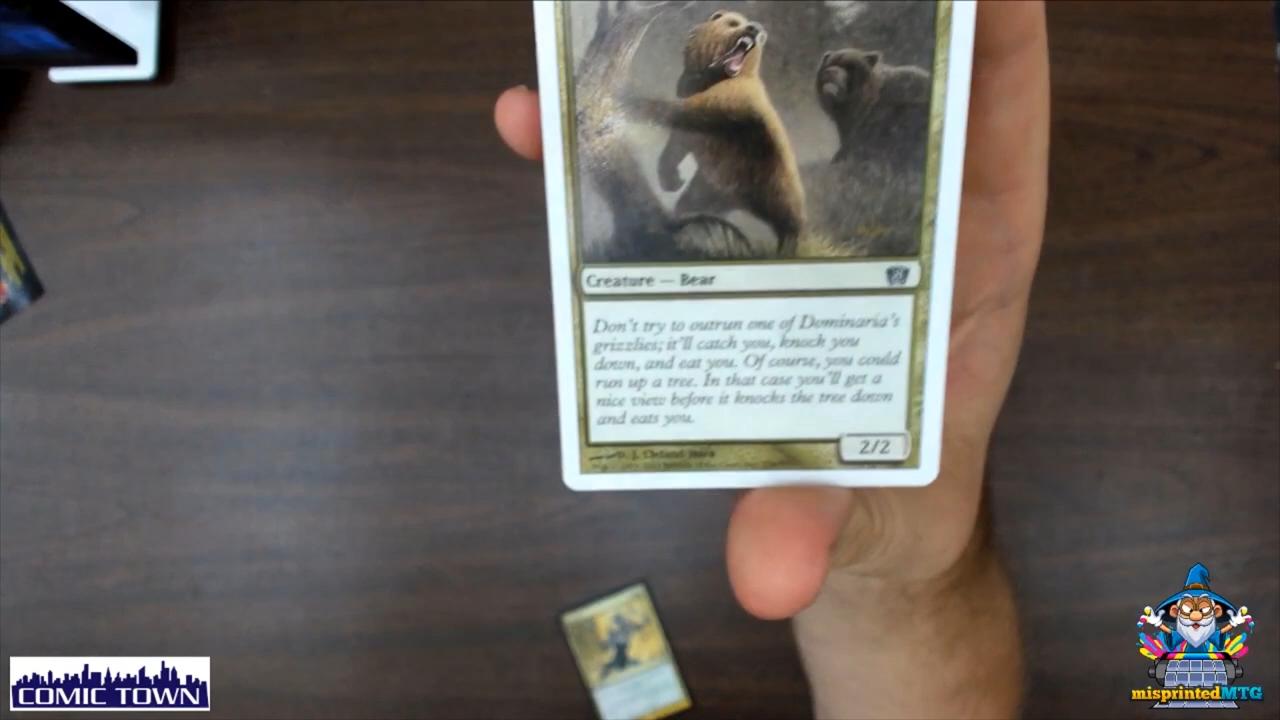 Creature — Bear
Don't try to outrun one of Dominaria's
grizzlies; it'll catch you, knock you
down, and eat you. Of course, you could
run up a tree. In that case you'll get a
nice view before it knocks the tree down
and eats you.
2/2
COMIC TOWN
misprintedMTG